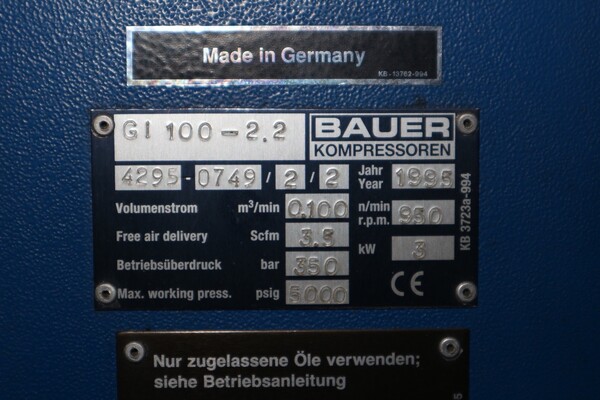 Made in Germany
KB-13762-994
GI 100-2.2
BAUER
KOMPRESSOREN
4295-0749/2/2
Jahr
Year
1995
Volumenstrom m³/min 0,100
n/min
r.p.m. 950
Free air delivery Scfm 3.5
kW 3
KB 3723a-994
Betriebsüberdruck bar 350
Max. working press. psig 5000
CE
Nur zugelassene Öle verwenden;
siehe Betriebsanleitung